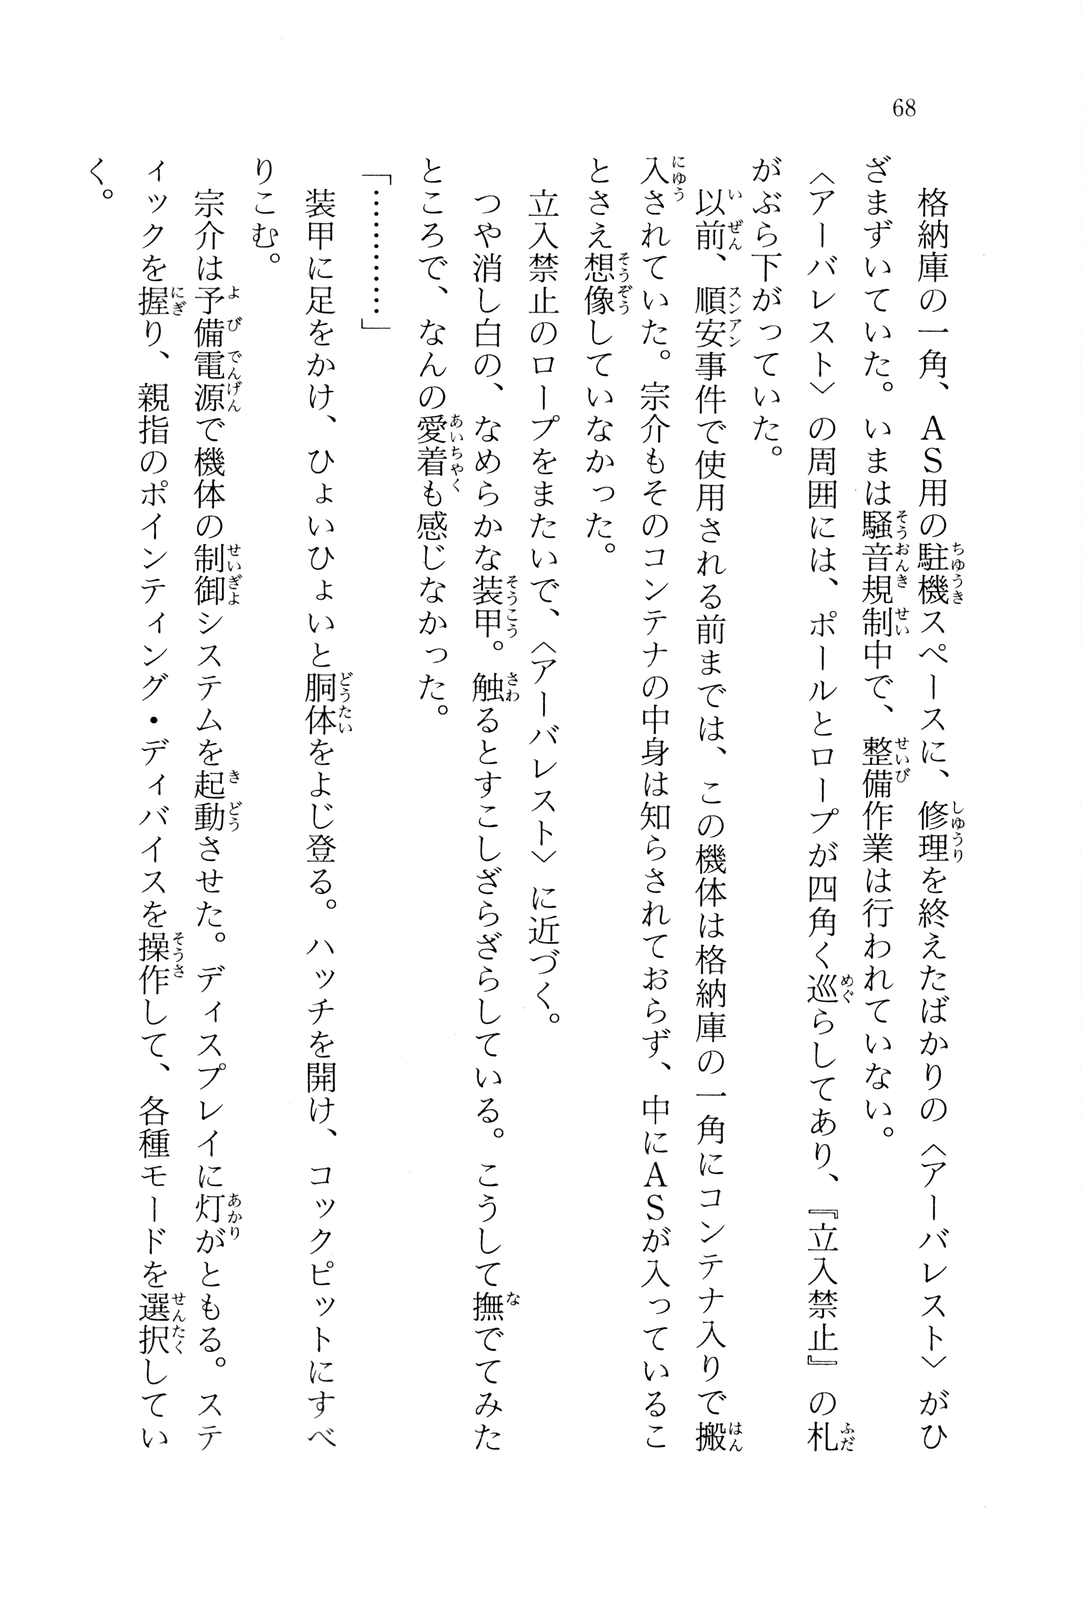 68
　格納庫の一角、ＡＳ用の駐機スペースに、修理を終えたばかりの〈アーバレスト〉がひ
ざまずいていた。いまは騒音規制中で、整備作業は行われていない。
〈アーバレスト〉の周囲には、ポールとロープが四角く巡らしてあり、『立入禁止』の札
がぶら下がっていた。
　以前、順安事件で使用される前までは、この機体は格納庫の一角にコンテナ入りで搬
入されていた。宗介もそのコンテナの中身は知らされておらず、中にＡＳが入っているこ
とさえ想像していなかった。
　立入禁止のロープをまたいで、〈アーバレスト〉に近づく。
　つや消し白の、なめらかな装甲。触るとすこしざらざらしている。こうして撫でてみた
ところで、なんの愛着も感じなかった。
「…………」
　装甲に足をかけ、ひょいひょいと胴体をよじ登る。ハッチを開け、コックピットにすべ
りこむ。
　宗介は予備電源で機体の制御システムを起動させた。ディスプレイに灯がともる。ステ
ィックを握り、親指のポインティング・ディバイスを操作して、各種モードを選択してい
く。